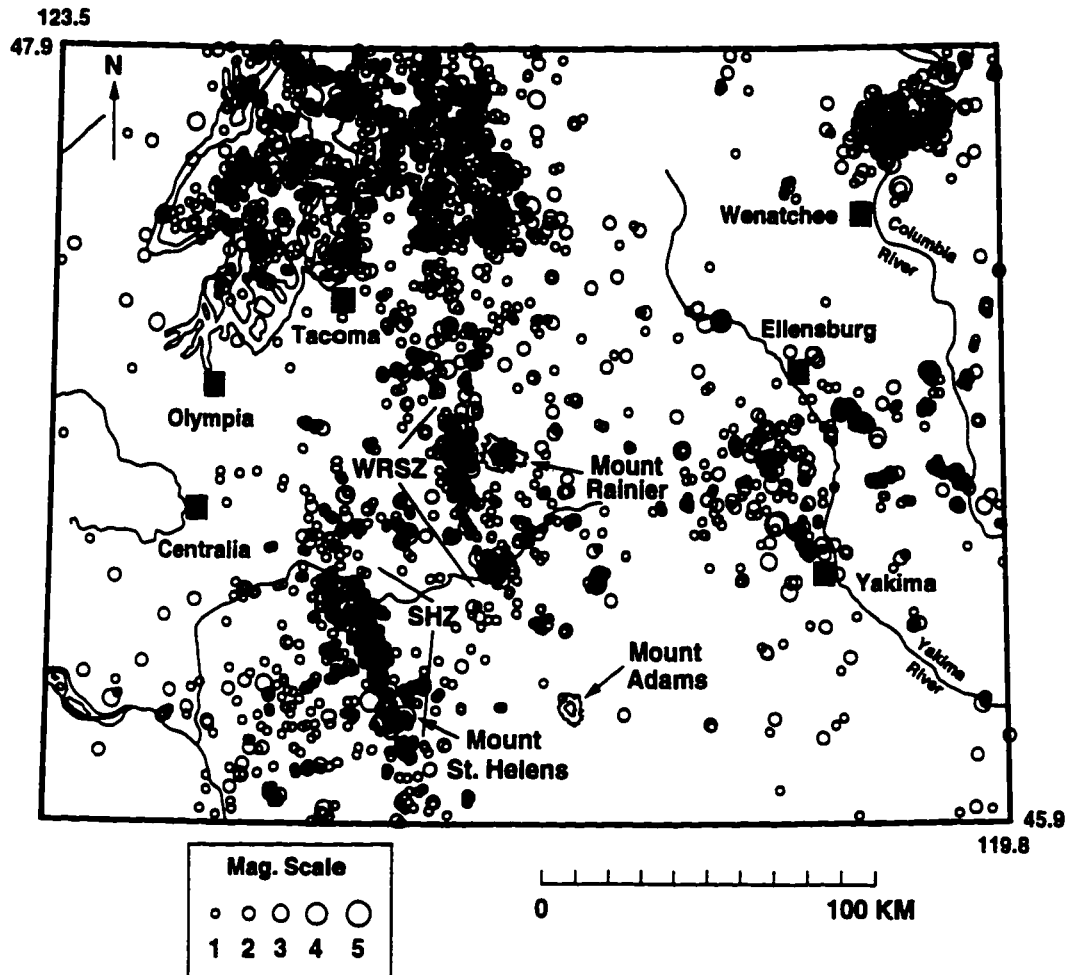 123.5
47.9
N
Wenatchee
Columbia
River
Tacoma
Ellensburg
Olympia
WRSZ
Mount
Rainier
Centralia
Yakima
SHZ
Mount
Adams
Yakima
River
Mount
St. Helens
45.9
119.8
Mag. Scale
1 2 3 4 5
0 100 KM